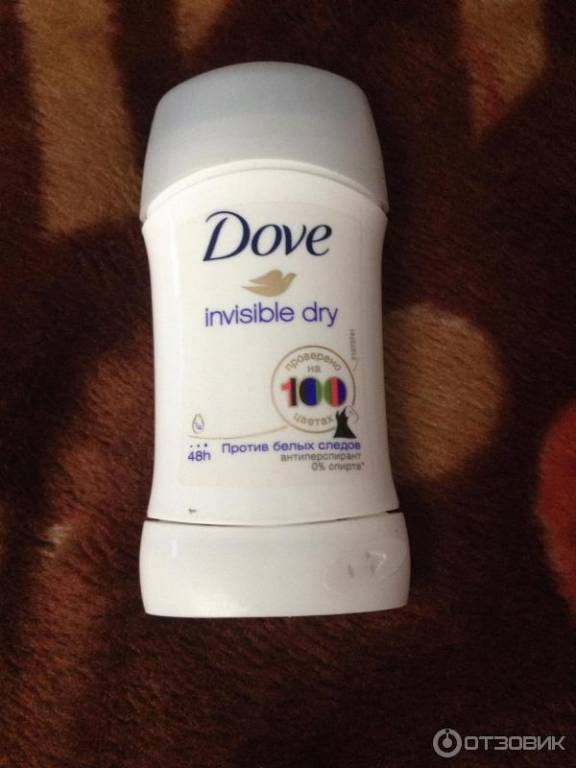 Dove
invisible dry
проверено
на
100
цветах
48h
Против белых следов
антиперспирант
0% спирта*
ОТЗОВИК